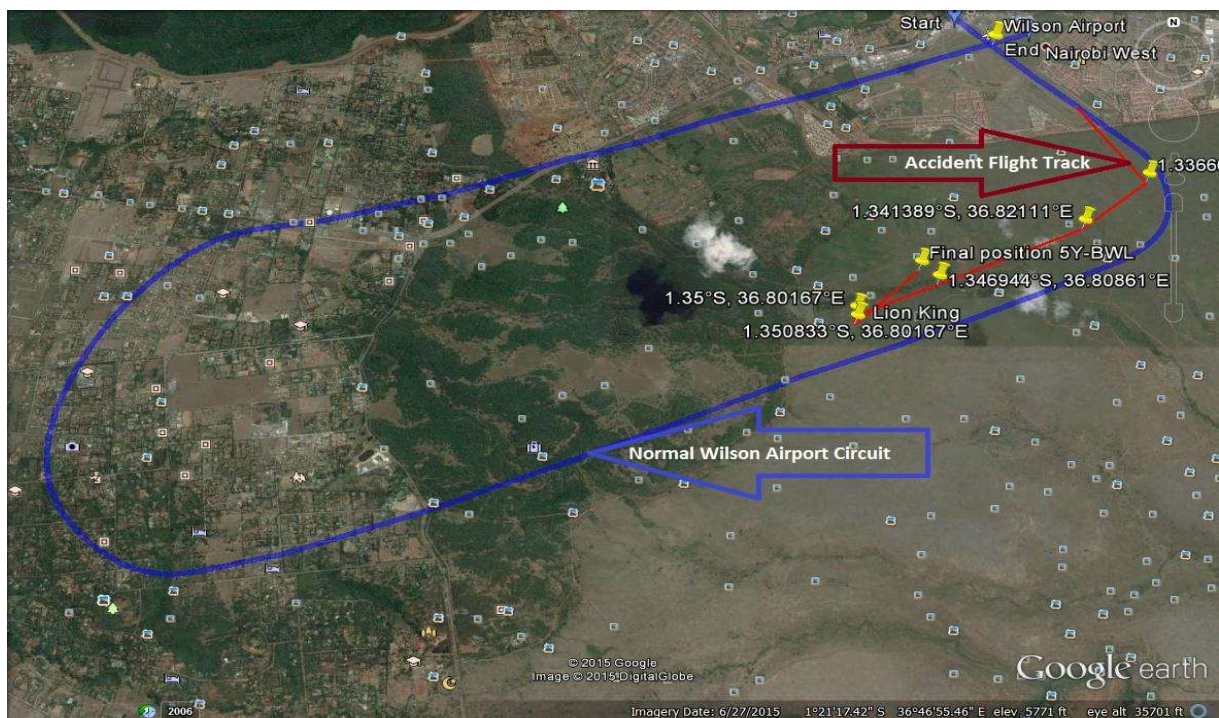 Start
Wilson Airport
End
Nairobi West
N
Accident Flight Track
1.3366
1.341389°S, 36.82111°E
Final position 5Y-BWL
1.346944°S, 36.80861°E
1.35°S, 36.80167°E
Lion King
1.350833°S, 36.80167°E
Normal Wilson Airport Circuit
© 2015 Google
Image © 2015 DigitalGlobe
Google earth
2006
Imagery Date: 6/27/2015 1°21'17.42" S 36°46'55.46" E elev 5771 ft eye alt 35701 ft